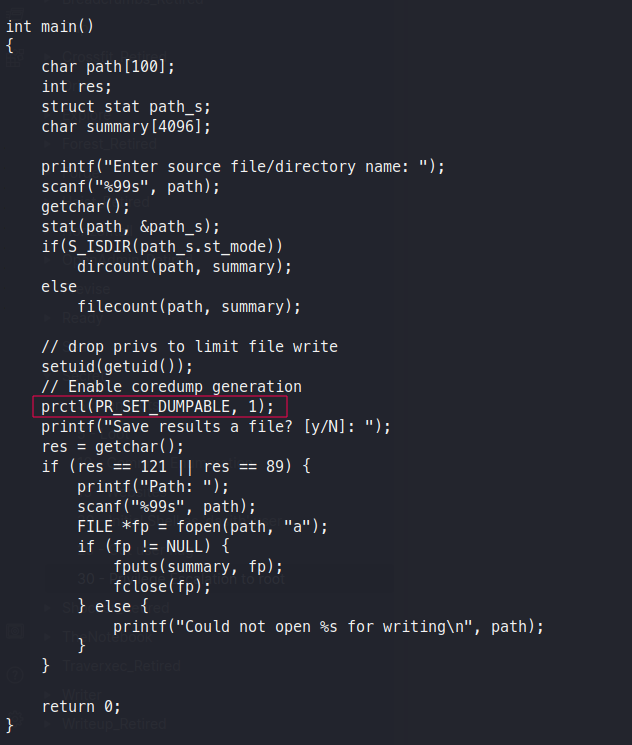 int main()
{
    char path[100];
    int res;
    struct stat path_s;
    char summary[4096];

    printf("Enter source file/directory name: ");
    scanf("%99s", path);
    getchar();
    stat(path, &path_s);
    if(S_ISDIR(path_s.st_mode))
        dircount(path, summary);
    else
        filecount(path, summary);

    // drop privs to limit file write
    setuid(getuid());
    // Enable coredump generation
    prctl(PR_SET_DUMPABLE, 1);
    printf("Save results a file? [y/N]: ");
    res = getchar();
    if (res == 121 || res == 89) {
        printf("Path: ");
        scanf("%99s", path);
        FILE *fp = fopen(path, "a");
        if (fp != NULL) {
            fputs(summary, fp);
            fclose(fp);
        } else {
            printf("Could not open %s for writing\n", path);
        }
    }

    return 0;
}